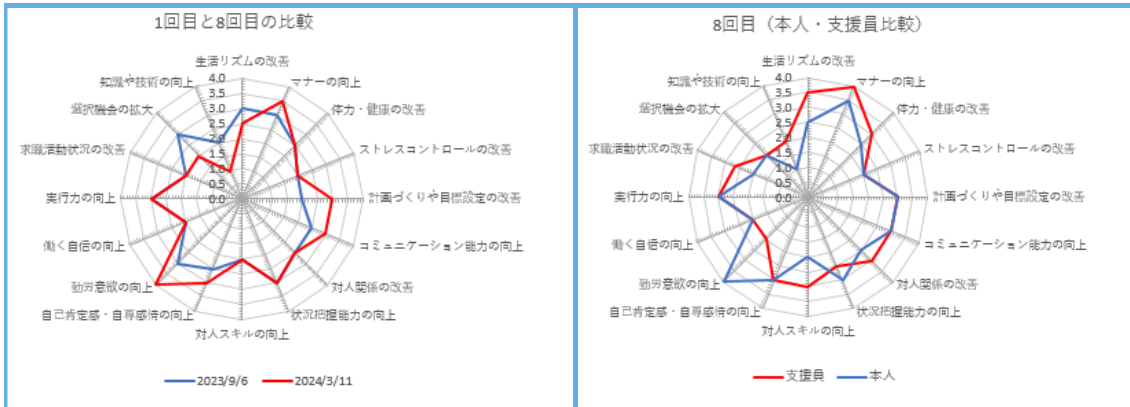 1回目と8回目の比較
生活リズムの改善
マナーの向上
体力・健康の改善
ストレスコントロールの改善
計画づくりや目標設定の改善
コミュニケーション能力の向上
対人関係の改善
状況把握能力の向上
対人スキルの向上
自己肯定感・自尊感情の向上
勤労意欲の向上
働く自信の向上
実行力の向上
求職活動状況の改善
選択機会の拡大
知識や技術の向上
4.0
3.5
3.0
2.5
2.0
1.5
1.0
0.5
0.0
2023/9/6
2024/3/11
8回目（本人・支援員比較）
生活リズムの改善
マナーの向上
体力・健康の改善
ストレスコントロールの改善
計画づくりや目標設定の改善
コミュニケーション能力の向上
対人関係の改善
状況把握能力の向上
対人スキルの向上
自己肯定感・自尊感情の向上
勤労意欲の向上
働く自信の向上
実行力の向上
求職活動状況の改善
選択機会の拡大
知識や技術の向上
4.0
3.5
3.0
2.5
2.0
1.5
1.0
0.5
0.0
支援員
本人